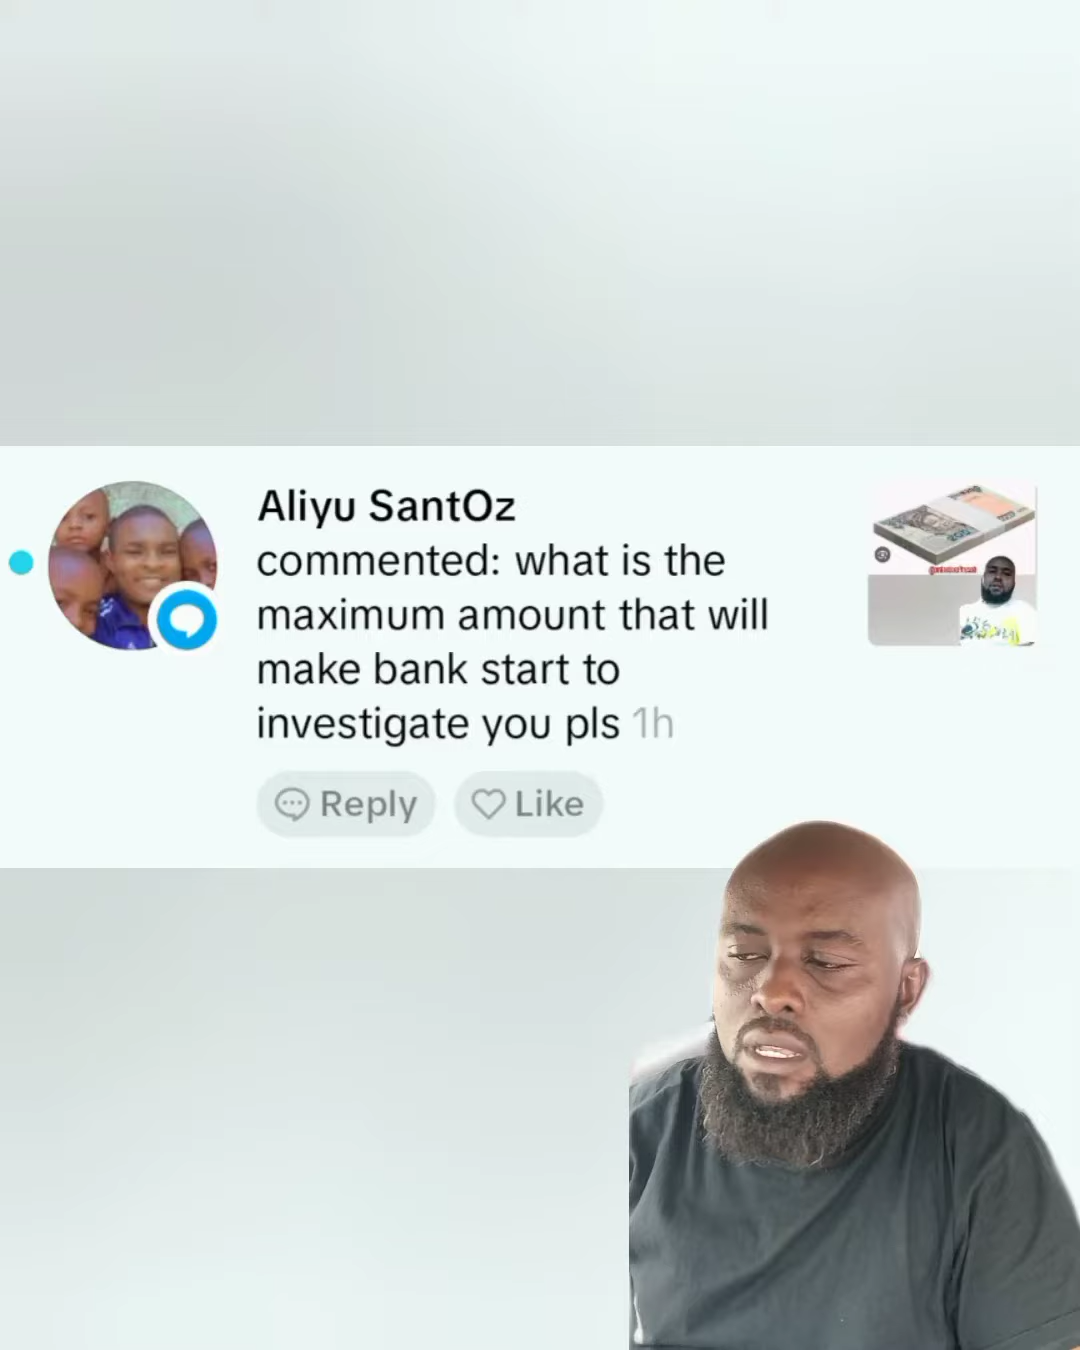 Aliyu SantOz
commented: what is the
maximum amount that will
make bank start to
investigate you pls 1h
Reply
Like